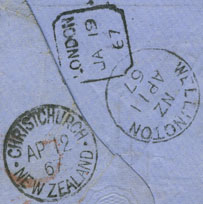 LONDON
JA 19
67
WELLINGTON
NZ
AP 11
67
CHRISTCHURCH
AP 12
67
NEW ZEALAND